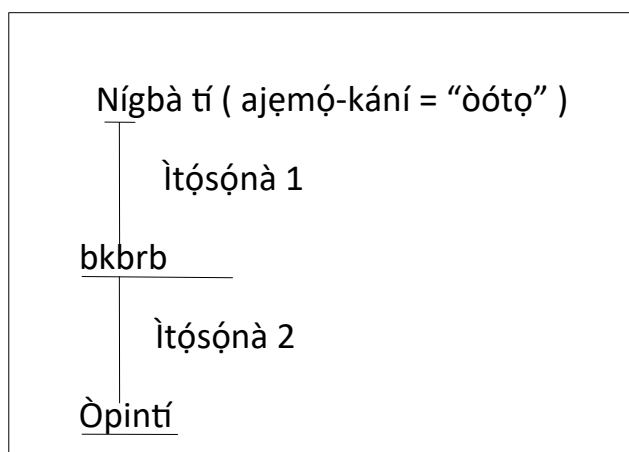 Nígbà tí ( ajẹmọ́-kání = “òótọ” )
Ìtọ́sọ́nà 1
bkbrb
Ìtọ́sọ́nà 2
Òpintí